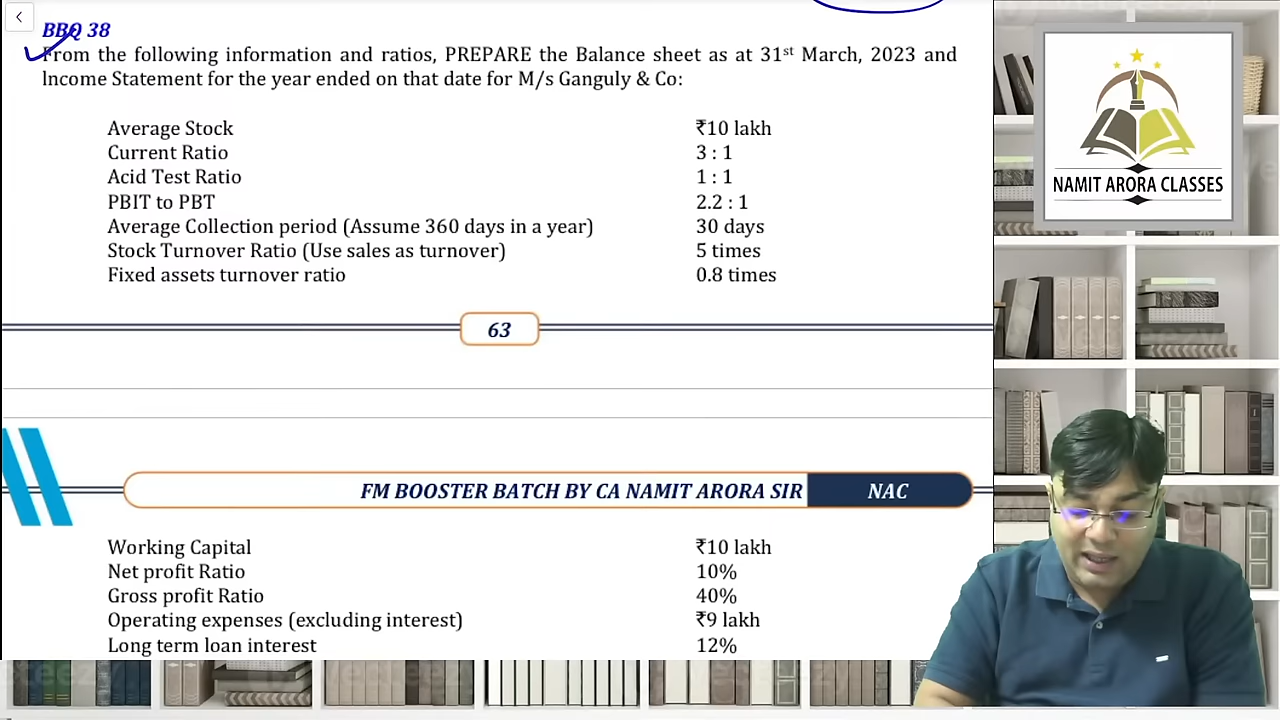 BBQ 38
From the following information and ratios, PREPARE the Balance sheet as at 31st March, 2023 and
Income Statement for the year ended on that date for M/s Ganguly & Co:
Average Stock ₹10 lakh
Current Ratio 3 : 1
Acid Test Ratio 1 : 1
PBIT to PBT 2.2 : 1
Average Collection period (Assume 360 days in a year) 30 days
Stock Turnover Ratio (Use sales as turnover) 5 times
Fixed assets turnover ratio 0.8 times
63
FM BOOSTER BATCH BY CA NAMIT ARORA SIR NAC
Working Capital ₹10 lakh
Net profit Ratio 10%
Gross profit Ratio 40%
Operating expenses (excluding interest) ₹9 lakh
Long term loan interest 12%
NAMIT ARORA CLASSES